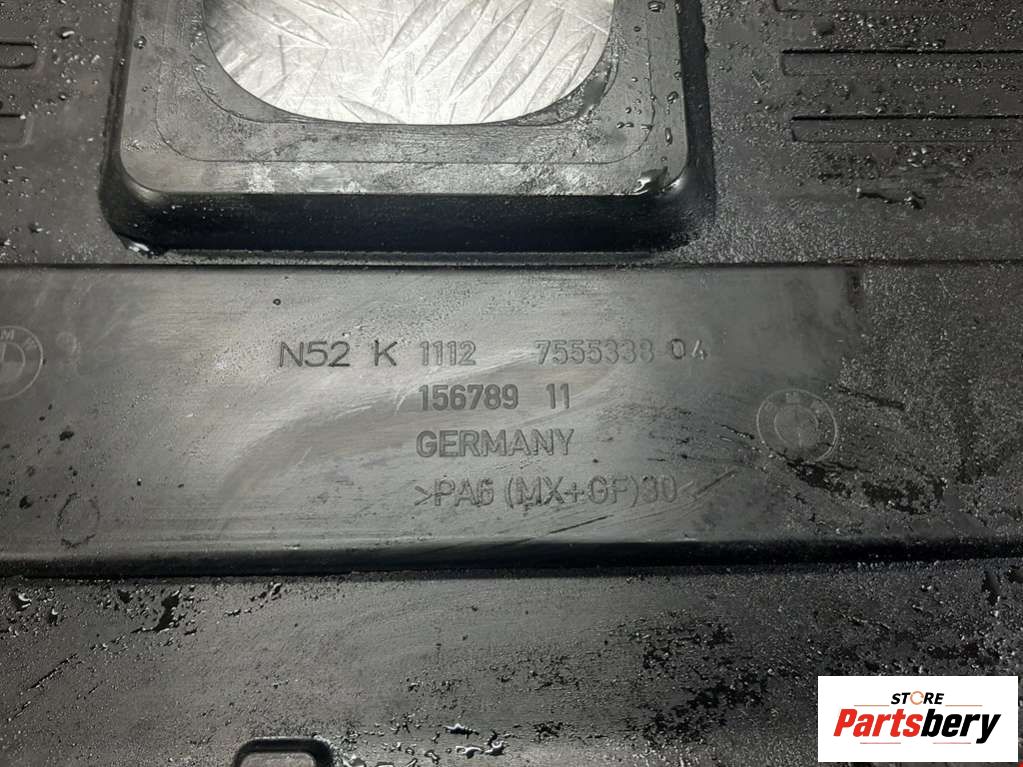 N52 K 1112 7555338-04
156789 11
GERMANY
>PA6 (MX+GF)30<
STORE
Partsbery